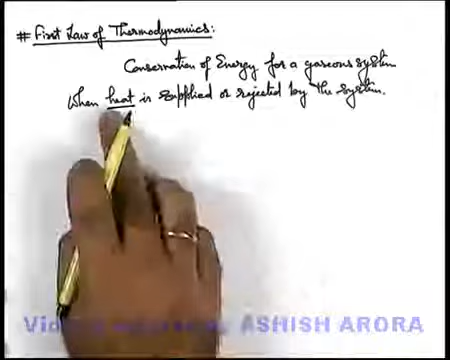 # First Law of Thermodynamics:
Conservation of Energy for a gaseous system
When heat is supplied or rejected by the system.
ASHISH ARORA